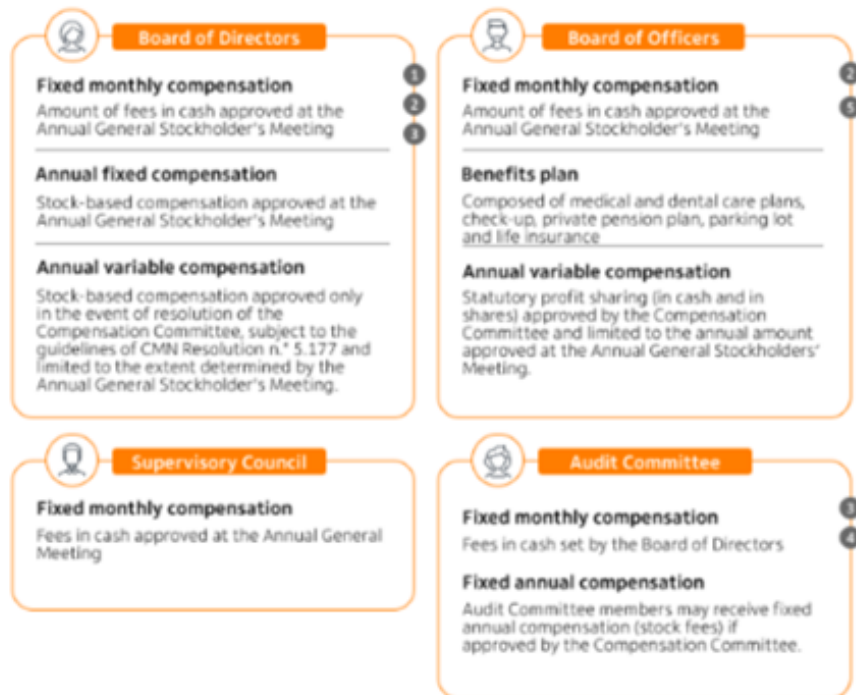 Board of Directors
Fixed monthly compensation
Amount of fees in cash approved at the
Annual General Stockholder's Meeting
1
2
3
Annual fixed compensation
Stock-based compensation approved at the
Annual General Stockholder's Meeting
Annual variable compensation
Stock-based compensation approved only
in the event of resolution of the
Compensation Committee, subject to the
guidelines of CMN Resolution n.° 5.177 and
limited to the extent determined by the
Annual General Stockholder's Meeting.
Board of Officers
Fixed monthly compensation
Amount of fees in cash approved at the
Annual General Stockholder's Meeting
2
5
Benefits plan
Composed of medical and dental care plans,
check-up, private pension plan, parking lot
and life insurance
Annual variable compensation
Statutory profit sharing (in cash and in
shares) approved by the Compensation
Committee and limited to the annual amount
approved at the Annual General Stockholders'
Meeting.
Supervisory Council
Fixed monthly compensation
Fees in cash approved at the Annual General
Meeting
Audit Committee
Fixed monthly compensation
Fees in cash set by the Board of Directors
3
4
Fixed annual compensation
Audit Committee members may receive fixed
annual compensation (stock fees) if
approved by the Compensation Committee.